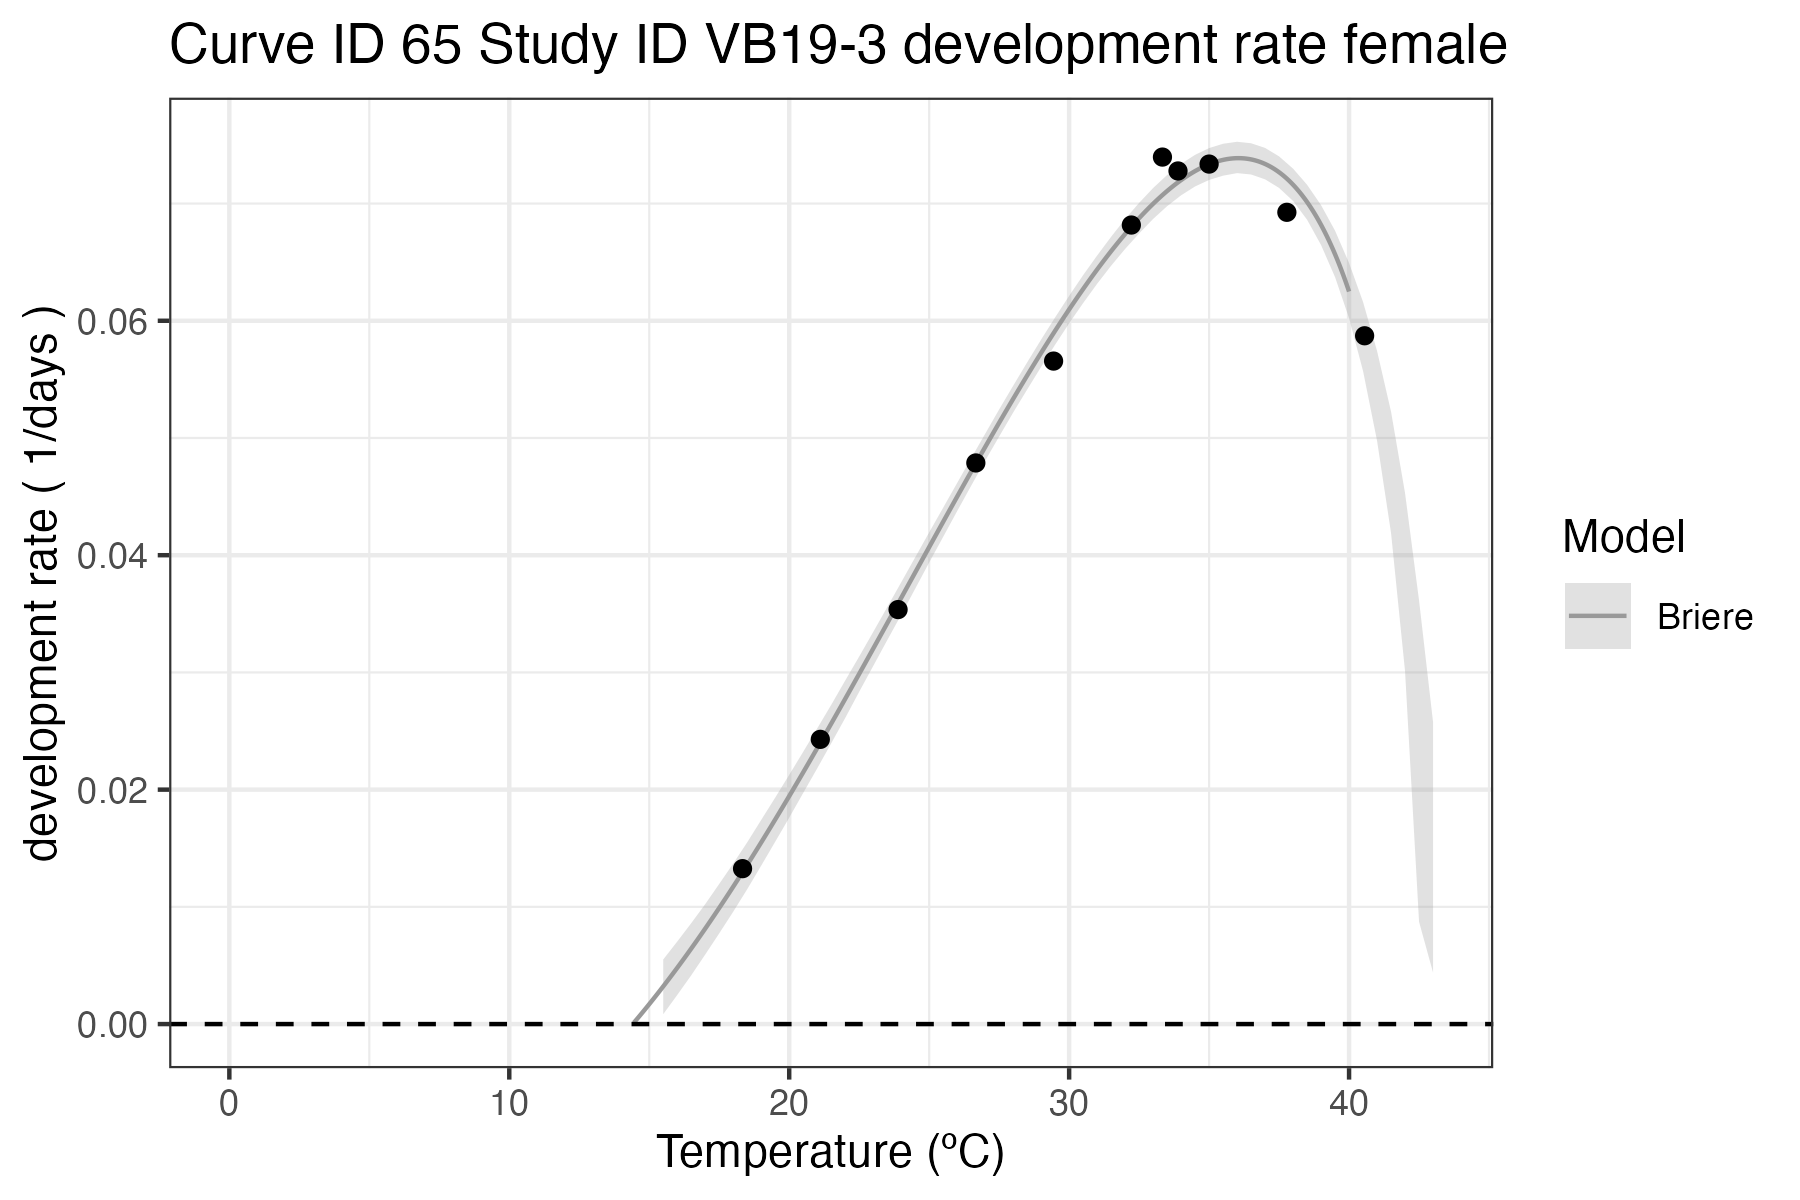 Curve ID 65 Study ID VB19-3 development rate female
development rate ( 1/days )
0.06
0.04
0.02
0.00
0 10 20 30 40
Temperature (ºC)
Model
Briere